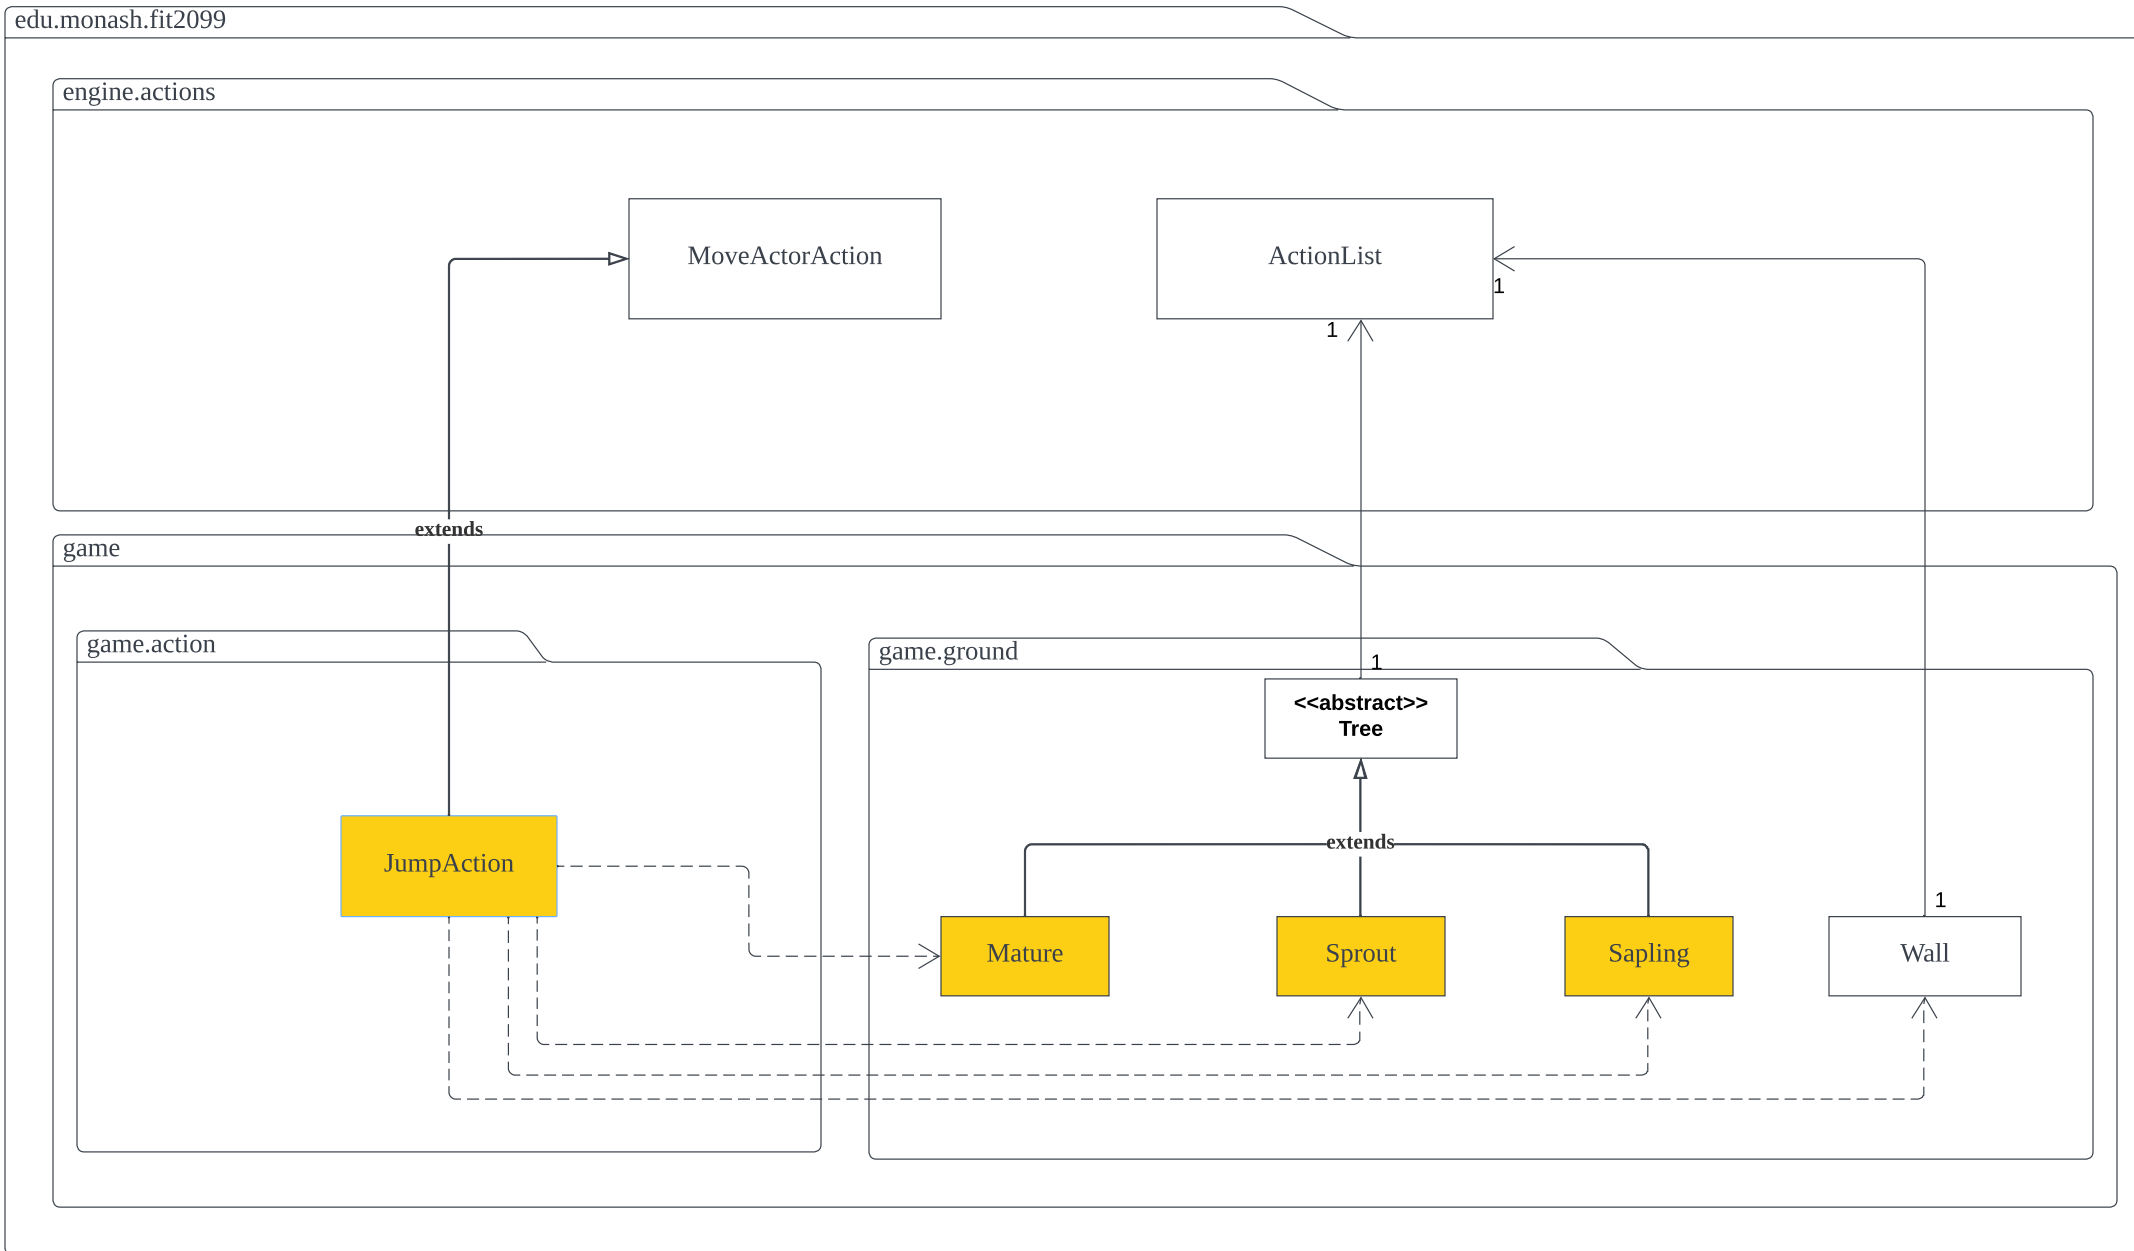 edu.monash.fit2099
engine.actions
MoveActorAction
ActionList
1
1
extends
game
game.action
game.ground
1
<<abstract>>
Tree
extends
JumpAction
1
Mature
Sprout
Sapling
Wall